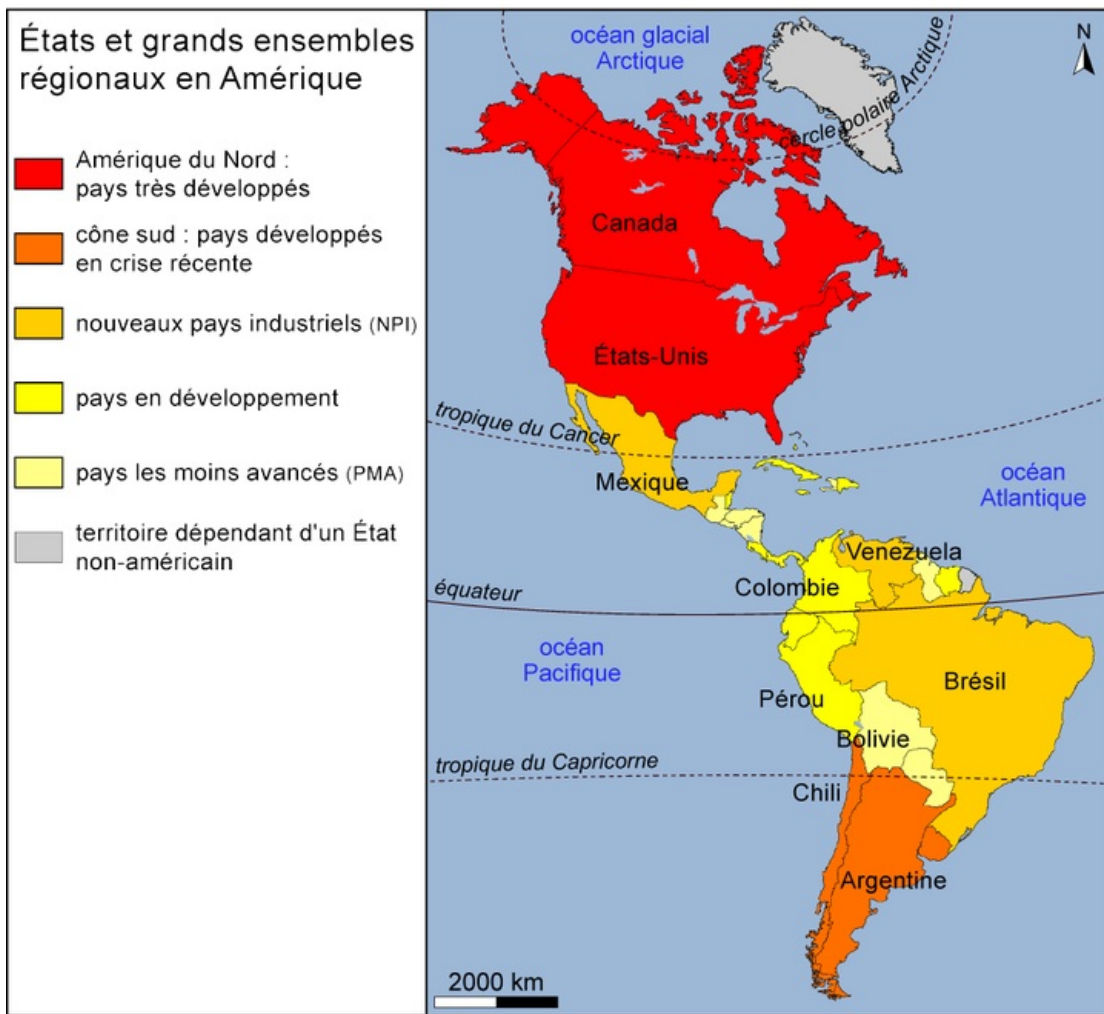 États et grands ensembles
régionaux en Amérique
Amérique du Nord :
pays très développés
cône sud : pays développés
en crise récente
nouveaux pays industriels (NPI)
pays en développement
pays les moins avancés (PMA)
territoire dépendant d'un État
non-américain
océan glacial
Arctique
N
cercle polaire Arctique
Canada
États-Unis
tropique du Cancer
Mexique
océan
Atlantique
Venezuela
Colombie
équateur
océan
Pacifique
Brésil
Pérou
Bolivie
tropique du Capricorne
Chili
Argentine
2000 km